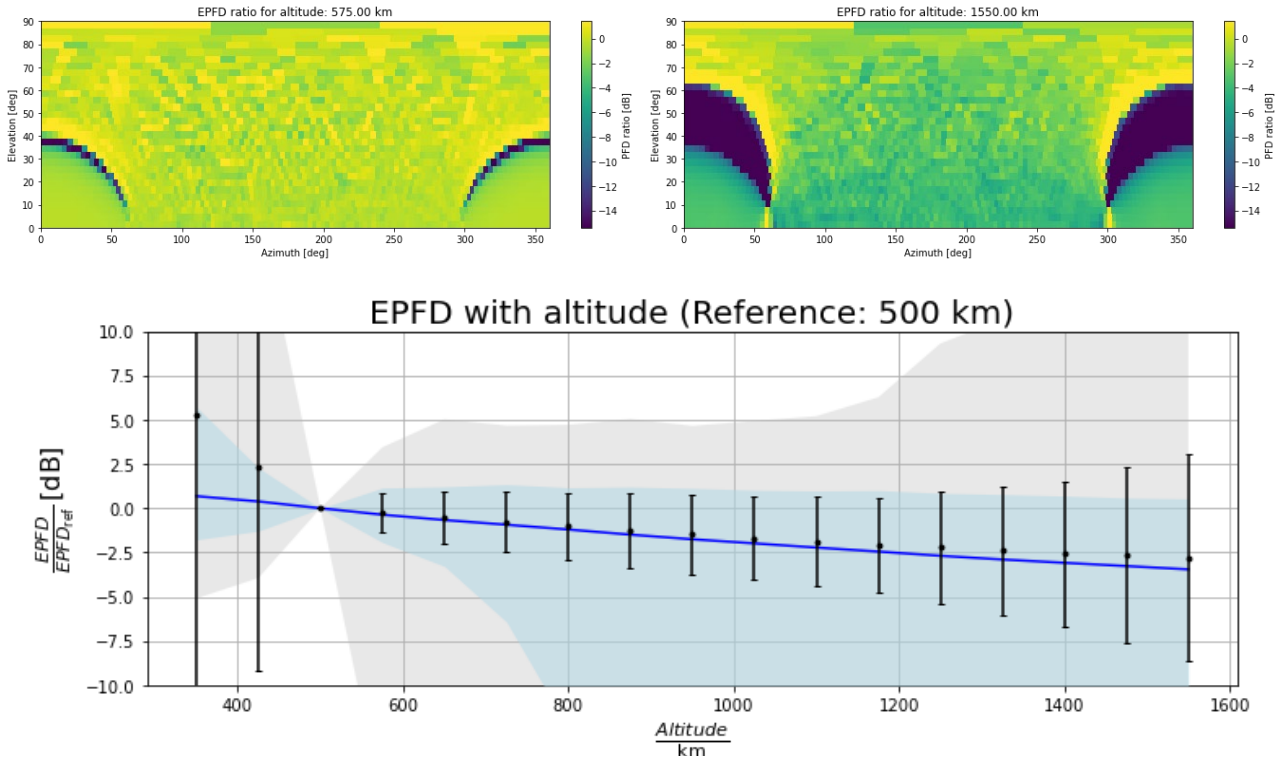 EPFD ratio for altitude: 575.00 km
90
80
70
60
50
40
30
20
10
0
Elevation [deg]
0 50 100 150 200 250 300 350
Azimuth [deg]
0
−2
−4
−6
−8
−10
−12
−14
PFD ratio [dB]
EPFD ratio for altitude: 1550.00 km
90
80
70
60
50
40
30
20
10
0
Elevation [deg]
0 50 100 150 200 250 300 350
Azimuth [deg]
0
−2
−4
−6
−8
−10
−12
−14
PFD ratio [dB]
EPFD with altitude (Reference: 500 km)
10.0
7.5
5.0
2.5
0.0
−2.5
−5.0
−7.5
−10.0
EPFD
EPFDref [dB]
400 600 800 1000 1200 1400 1600
Altitude
km